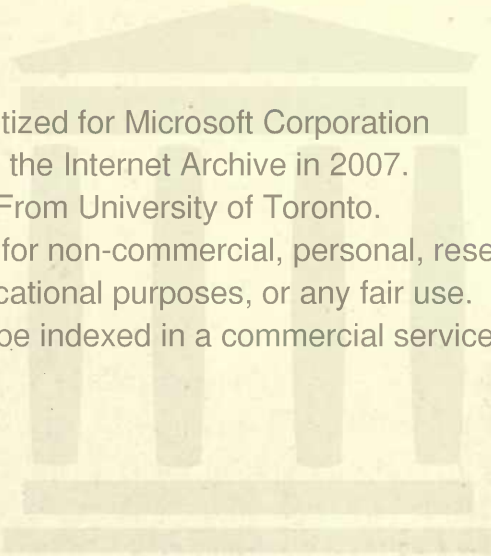 tized for Microsoft Corporation
the Internet Archive in 2007.
From University of Toronto.
for non-commercial, personal, rese
cational purposes, or any fair use.
be indexed in a commercial service